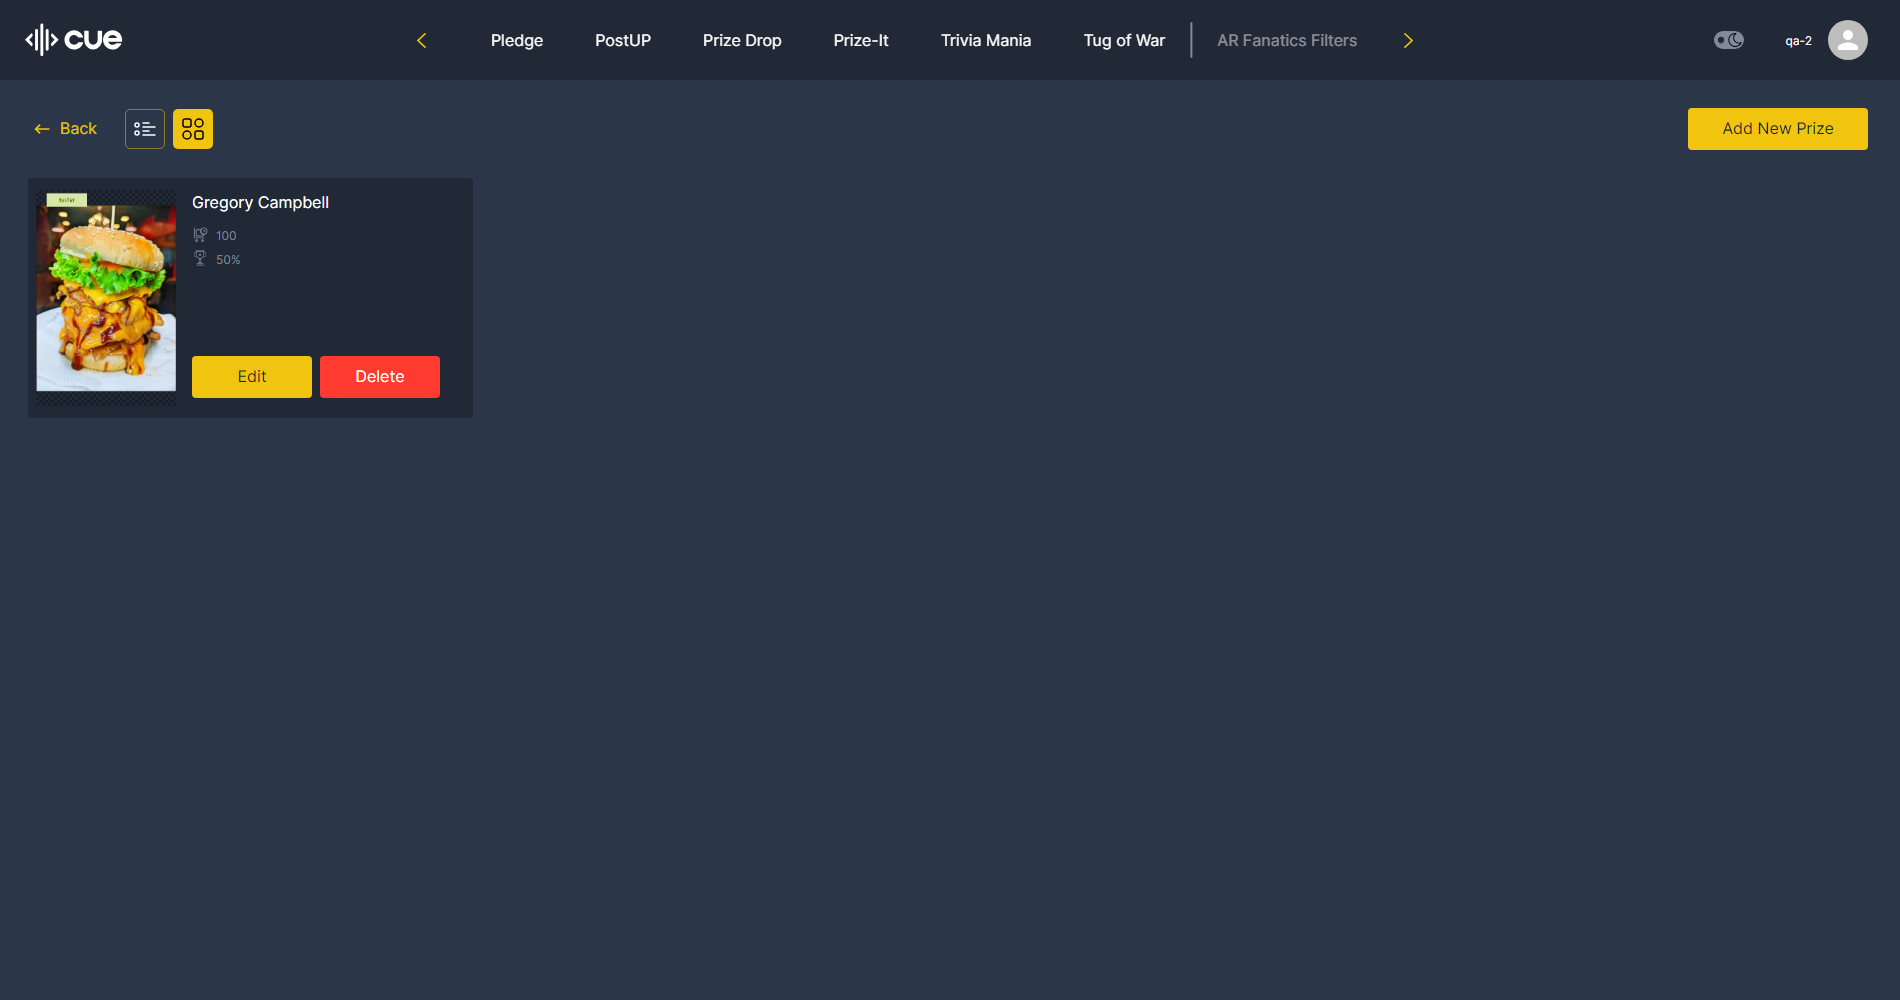 cue
Pledge
PostUP
Prize Drop
Prize-It
Trivia Mania
Tug of War
AR Fanatics Filters
qa-2
Back
Add New Prize
Gregory Campbell
100
50%
Edit
Delete